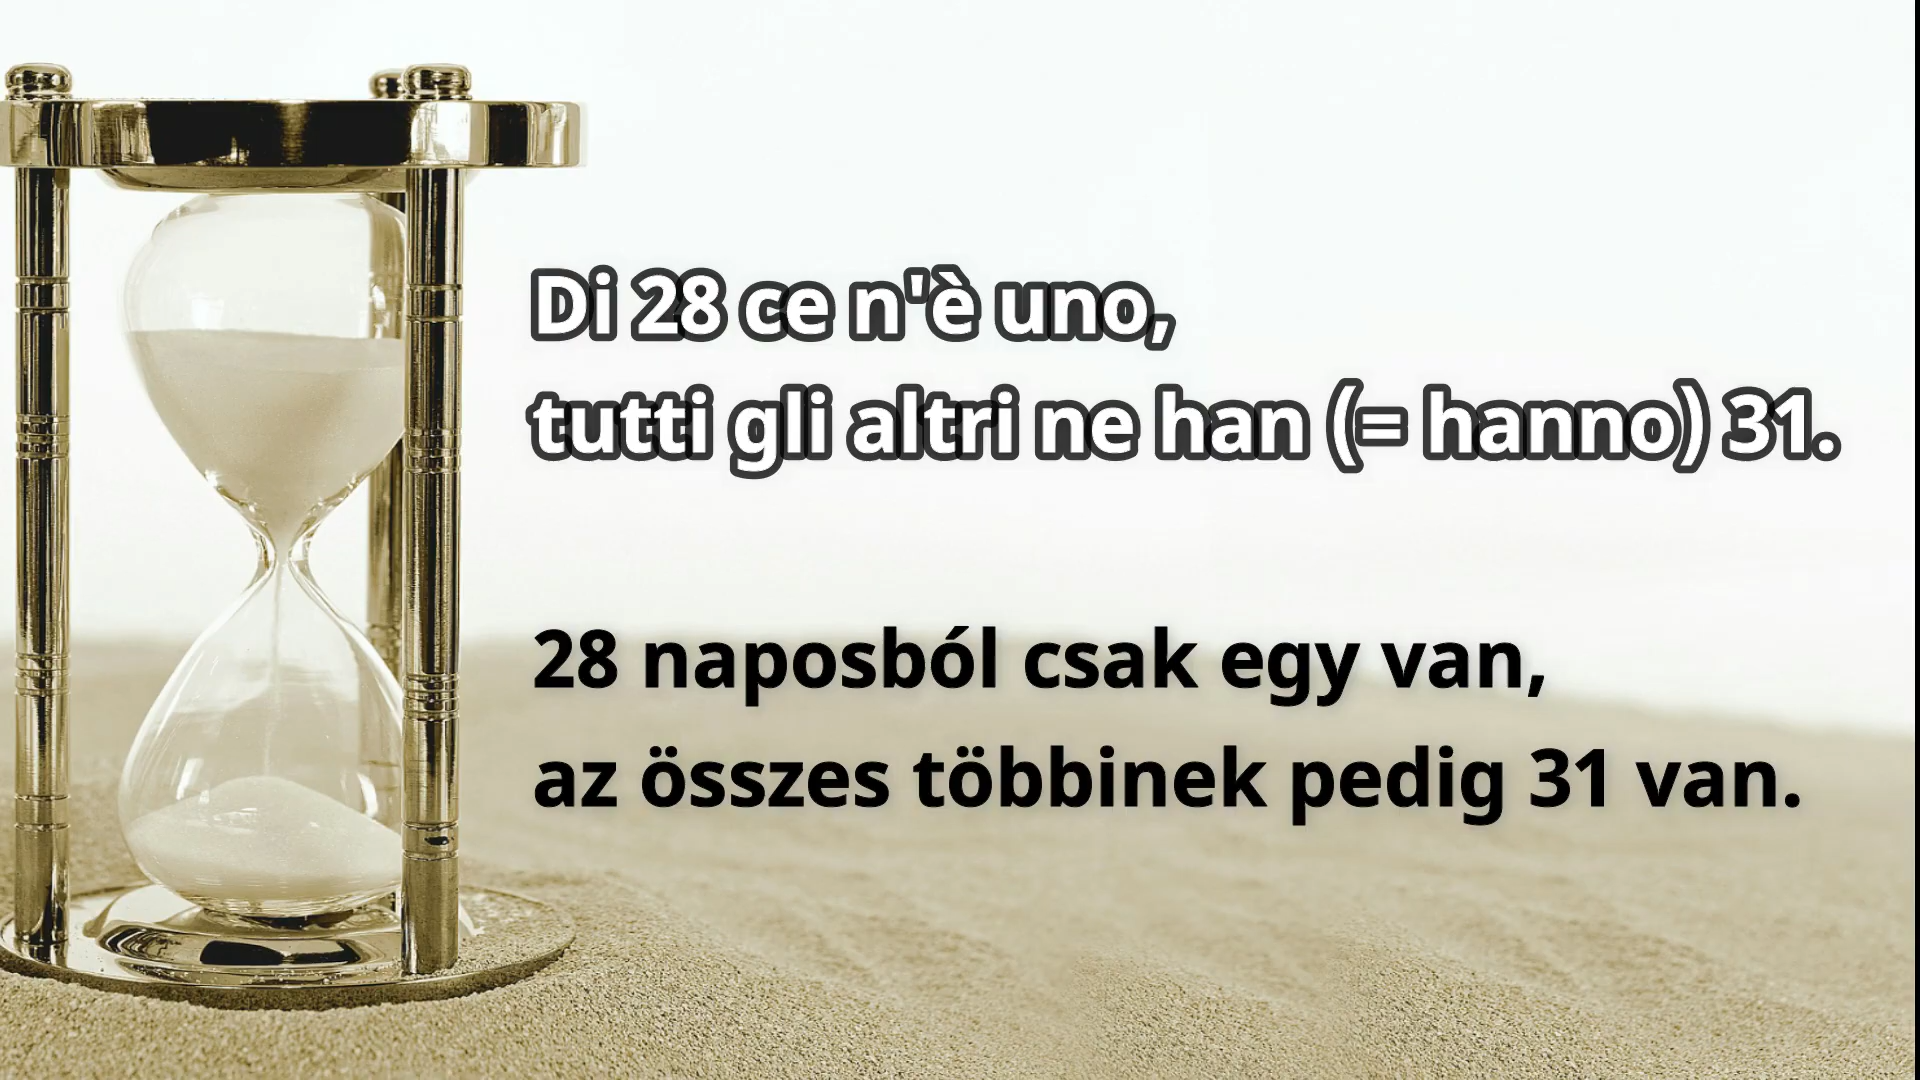 Di 28 ce n'è uno,
tutti gli altri ne han (= hanno) 31.
28 naposból csak egy van,
az összes többinek pedig 31 van.